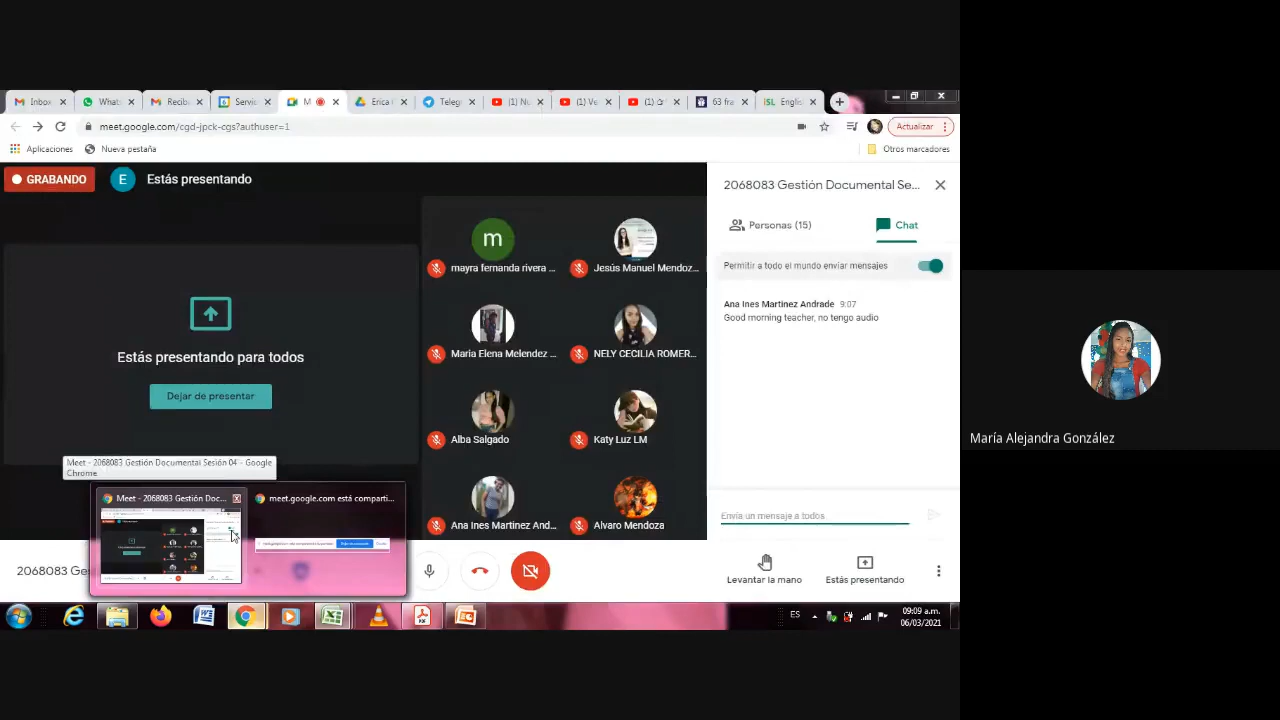 Inbox
Whats
Recib
Servic
M
Erica
Teleg
(1) Nu
(1) Ve
(1)
63 fra
English
meet.google.com/cgd-jpck-cgs?authuser=1
Actualizar
Aplicaciones
Nueva pestaña
Otros marcadores
GRABANDO
E
Estás presentando
2068083 Gestión Documental Se...
Personas (15)
Chat
Permitir a todo el mundo enviar mensajes
Ana Ines Martinez Andrade 9:07
Good morning teacher, no tengo audio
m
mayra fernanda rivera ...
Jesús Manuel Mendoz...
Maria Elena Melendez ...
NELY CECILIA ROMER...
Alba Salgado
Katy Luz LM
Ana Ines Martinez And...
Alvaro Mendoza
Estás presentando para todos
Dejar de presentar
Meet - 2068083 Gestión Documental Sesión 04 - Google
Chrome
Meet - 2068083 Gestión Doc...
meet.google.com está comparti...
Envía un mensaje a todos
2068083 Ge
Levantar la mano
Estás presentando
ES
09:09 a.m.
06/03/2021
María Alejandra González